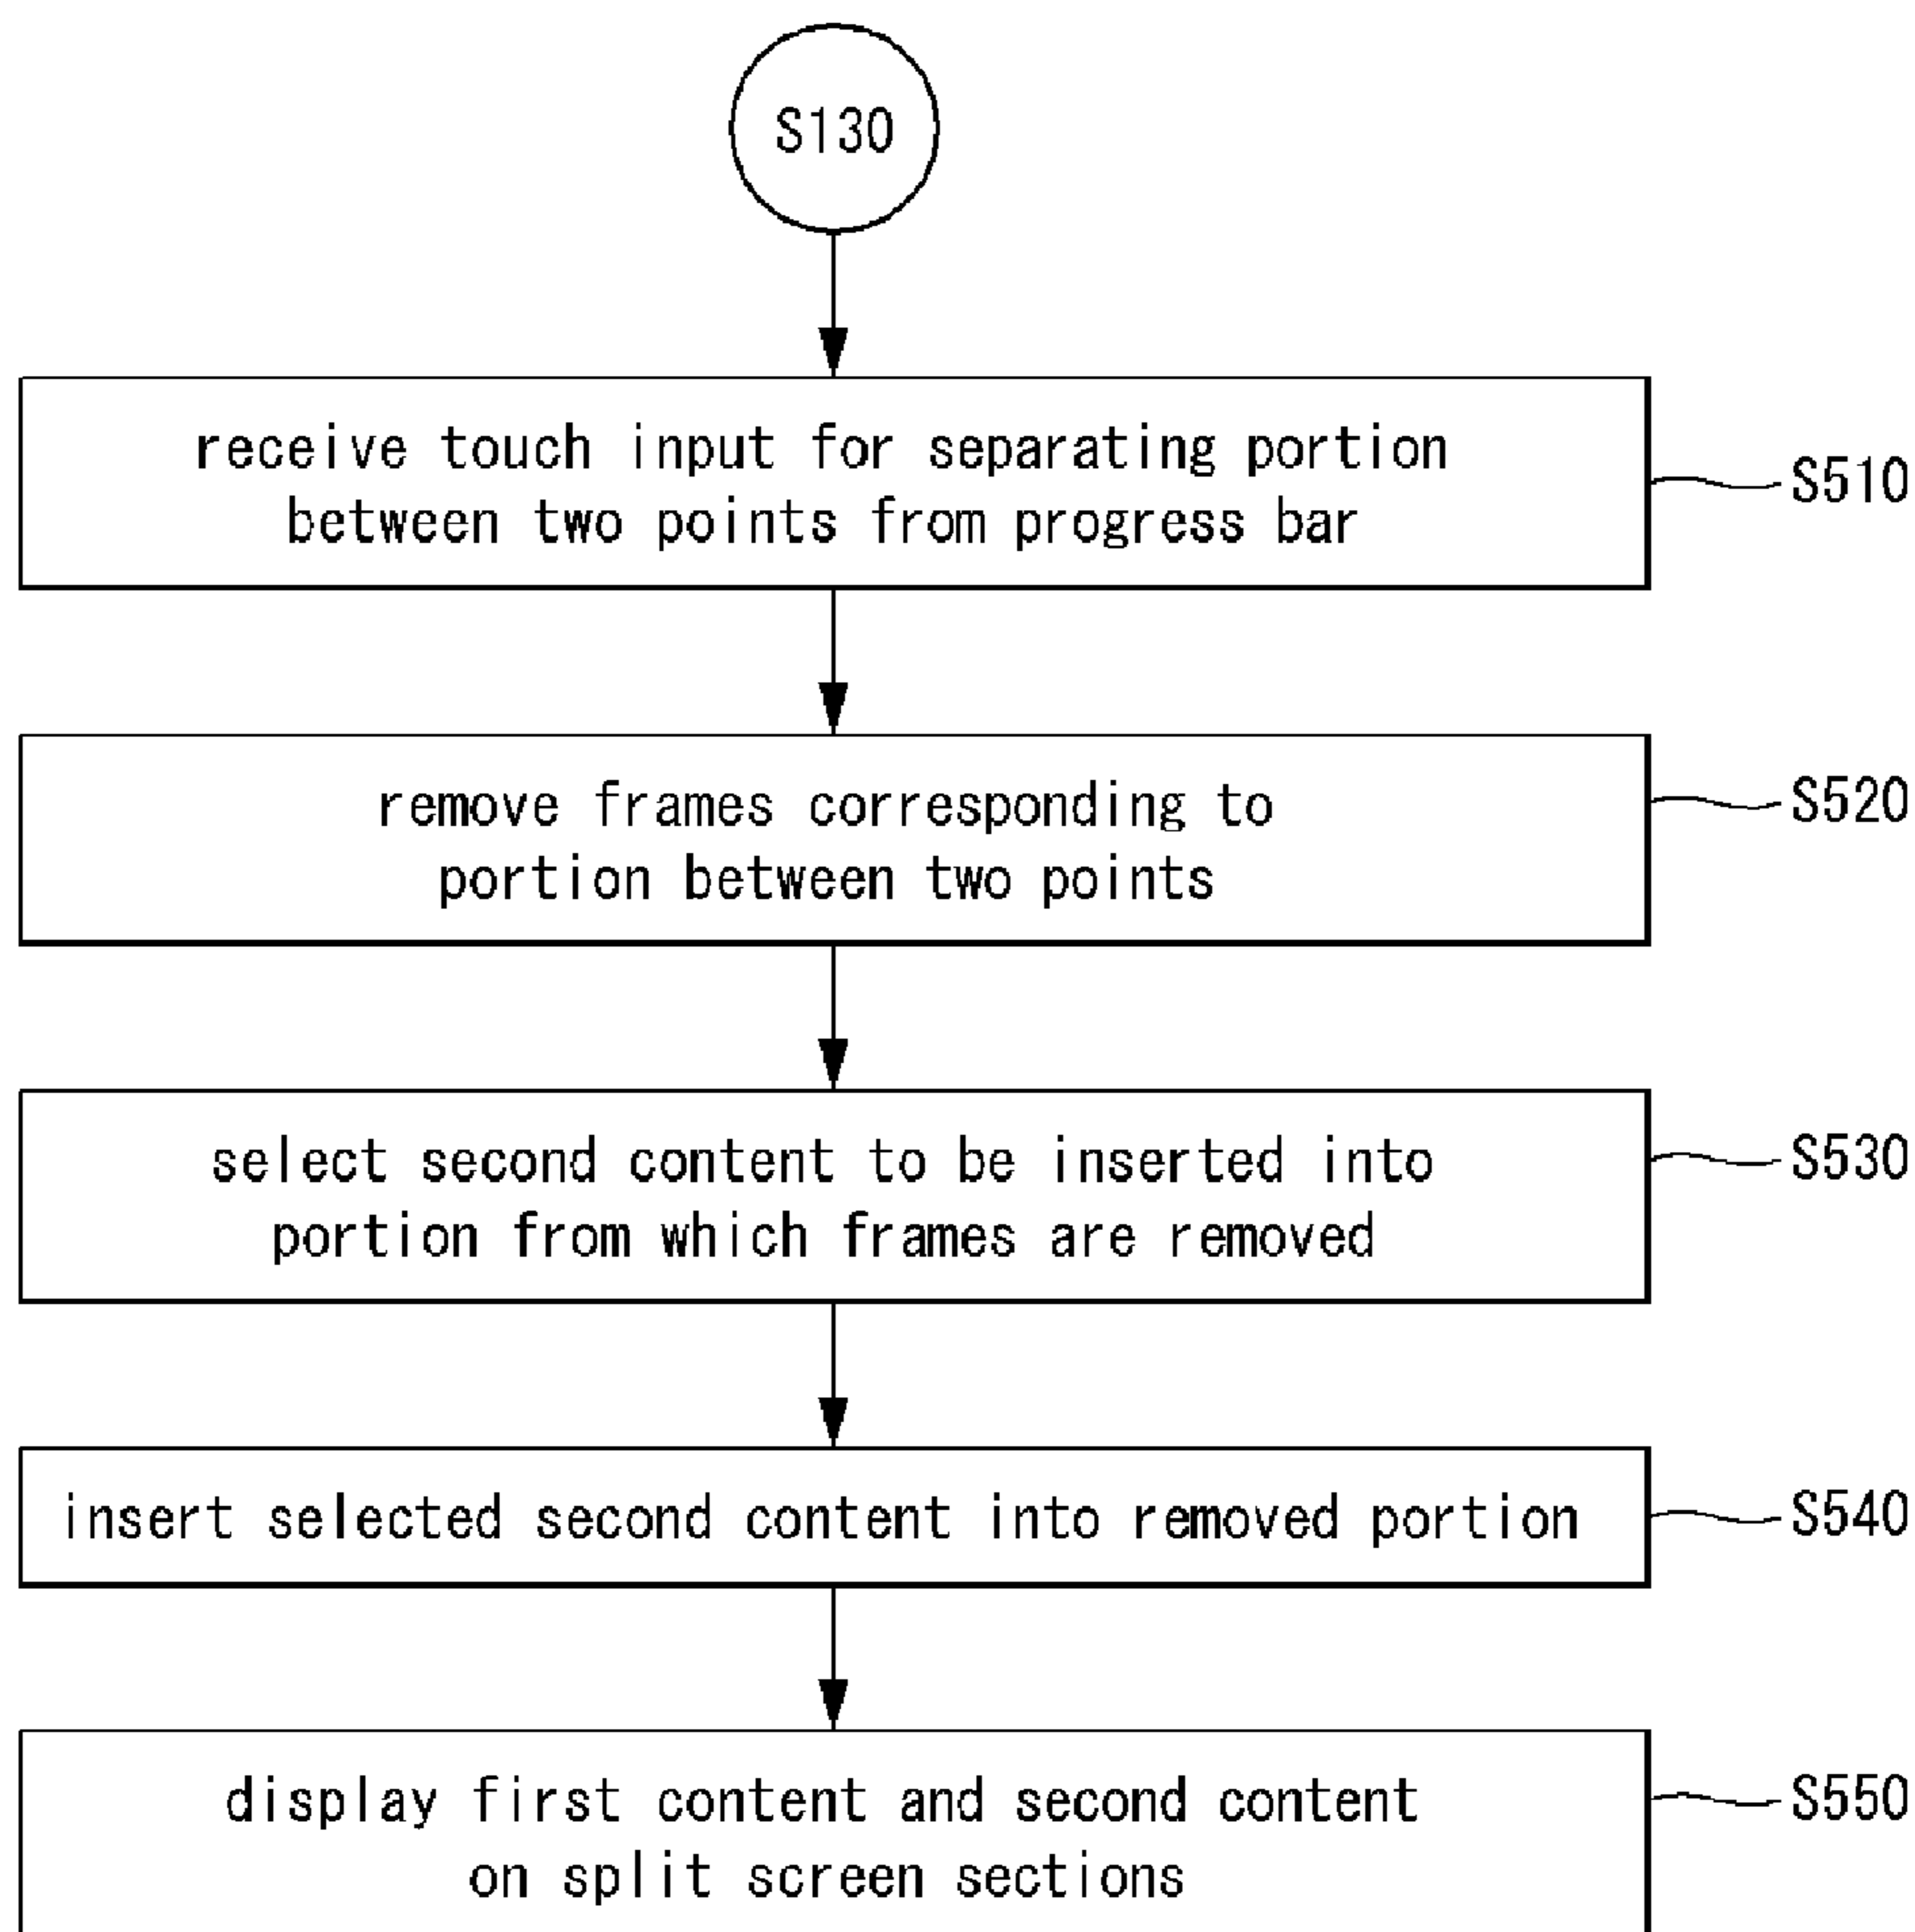 S130
receive touch input for separating portion
between two points from progress bar
S510
remove frames corresponding to
portion between two points
S520
select second content to be inserted into
portion from which frames are removed
S530
insert selected second content into removed portion
S540
display first content and second content
on split screen sections
S550